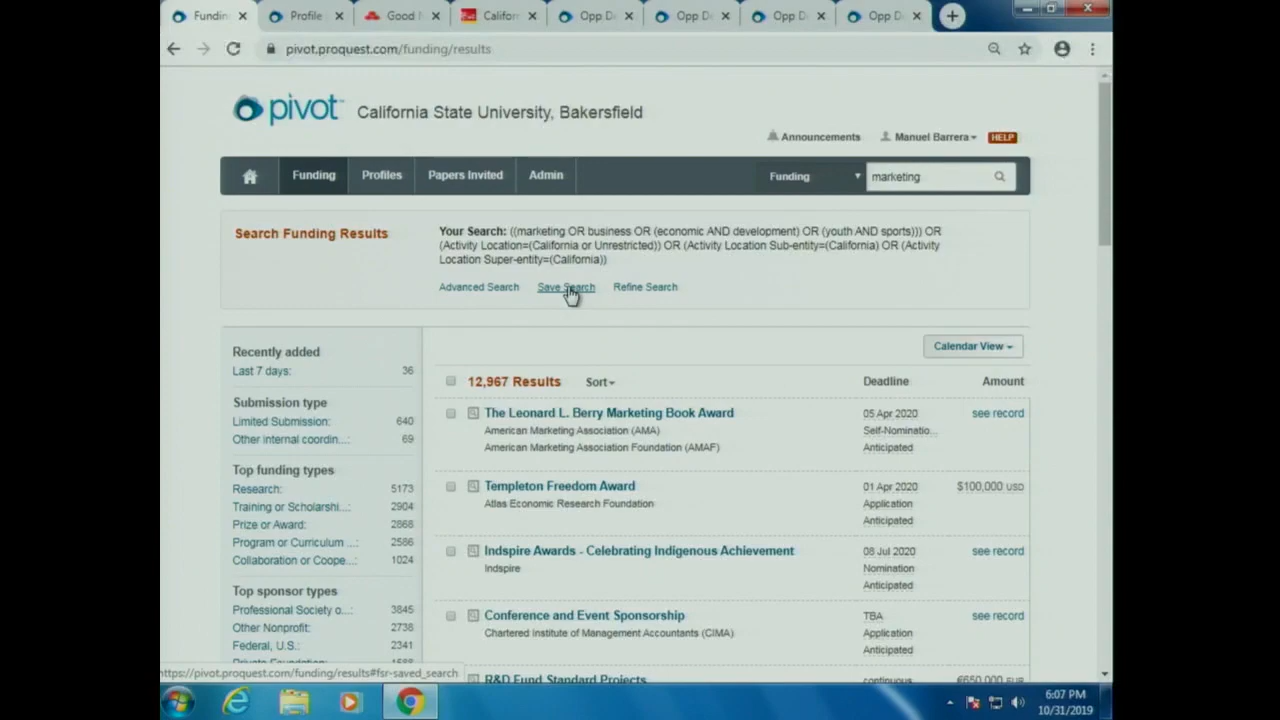 Fundin
Profile
Good
Californ
Opp D
Opp D
Opp D
Opp D
pivot.proquest.com/funding/results
pivot
California State University, Bakersfield
Announcements
Manuel Barrera
HELP
Funding
Profiles
Papers Invited
Admin
Funding
marketing
Search Funding Results
Your Search: ((marketing OR business OR (economic AND development) OR (youth AND sports))) OR
(Activity Location=(California or Unrestricted)) OR (Activity Location Sub-entity=(California) OR (Activity
Location Super-entity=(California))
Advanced Search
Save Search
Refine Search
Recently added
Last 7 days: 36
Submission type
Limited Submission: 640
Other internal coordin...: 69
Top funding types
Research: 5173
Training or Scholarshi...: 2904
Prize or Award: 2868
Program or Curriculum ...: 2586
Collaboration or Coope...: 1024
Top sponsor types
Professional Society o...: 3845
Other Nonprofit: 2738
Federal, U.S.: 2341
Private Foundation: 1588
Calendar View
12,967 Results Sort Deadline Amount
The Leonard L. Berry Marketing Book Award 05 Apr 2020 see record
American Marketing Association (AMA) Self-Nominatio...
American Marketing Association Foundation (AMAF) Anticipated
Templeton Freedom Award 01 Apr 2020 $100,000 USD
Atlas Economic Research Foundation Application
Anticipated
Indspire Awards - Celebrating Indigenous Achievement 08 Jul 2020 see record
Indspire Nomination
Anticipated
Conference and Event Sponsorship TBA see record
Chartered Institute of Management Accountants (CIMA) Application
Anticipated
R&D Fund Standard Projects continuous €650,000 EUR
https://pivot.proquest.com/funding/results#fsr-saved_search
6:07 PM
10/31/2019